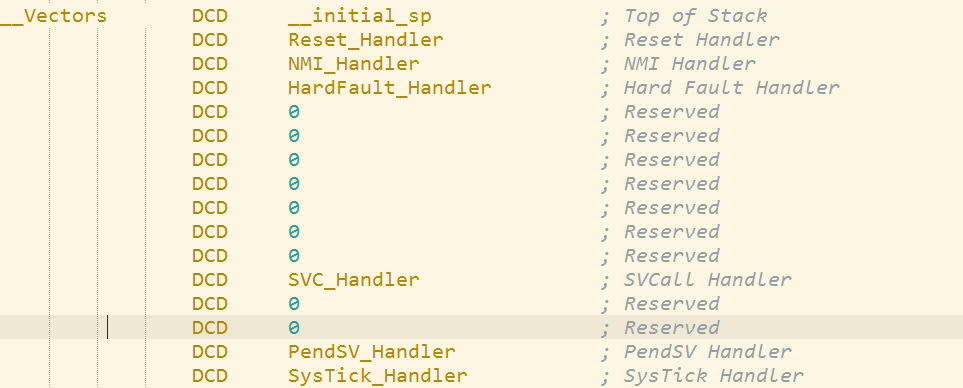 __Vectors DCD __initial_sp ; Top of Stack
DCD Reset_Handler ; Reset Handler
DCD NMI_Handler ; NMI Handler
DCD HardFault_Handler ; Hard Fault Handler
DCD 0 ; Reserved
DCD 0 ; Reserved
DCD 0 ; Reserved
DCD 0 ; Reserved
DCD 0 ; Reserved
DCD 0 ; Reserved
DCD 0 ; Reserved
DCD SVC_Handler ; SVCall Handler
DCD 0 ; Reserved
DCD 0 ; Reserved
DCD PendSV_Handler ; PendSV Handler
DCD SysTick_Handler ; SysTick Handler